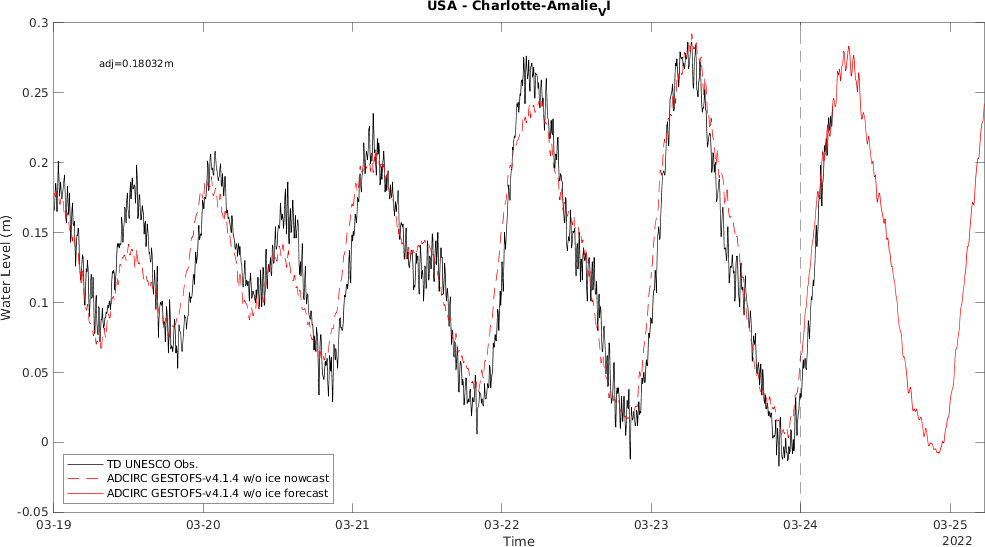 USA - Charlotte-AmalieVI
0.3
adj=0.18032m
0.25
0.2
0.15
0.1
0.05
0
-0.05
Water Level (m)
TD UNESCO Obs.
ADCIRC GESTOFS-v4.1.4 w/o ice nowcast
ADCIRC GESTOFS-v4.1.4 w/o ice forecast
03-19 03-20 03-21 03-22 03-23 03-24 03-25
Time
2022